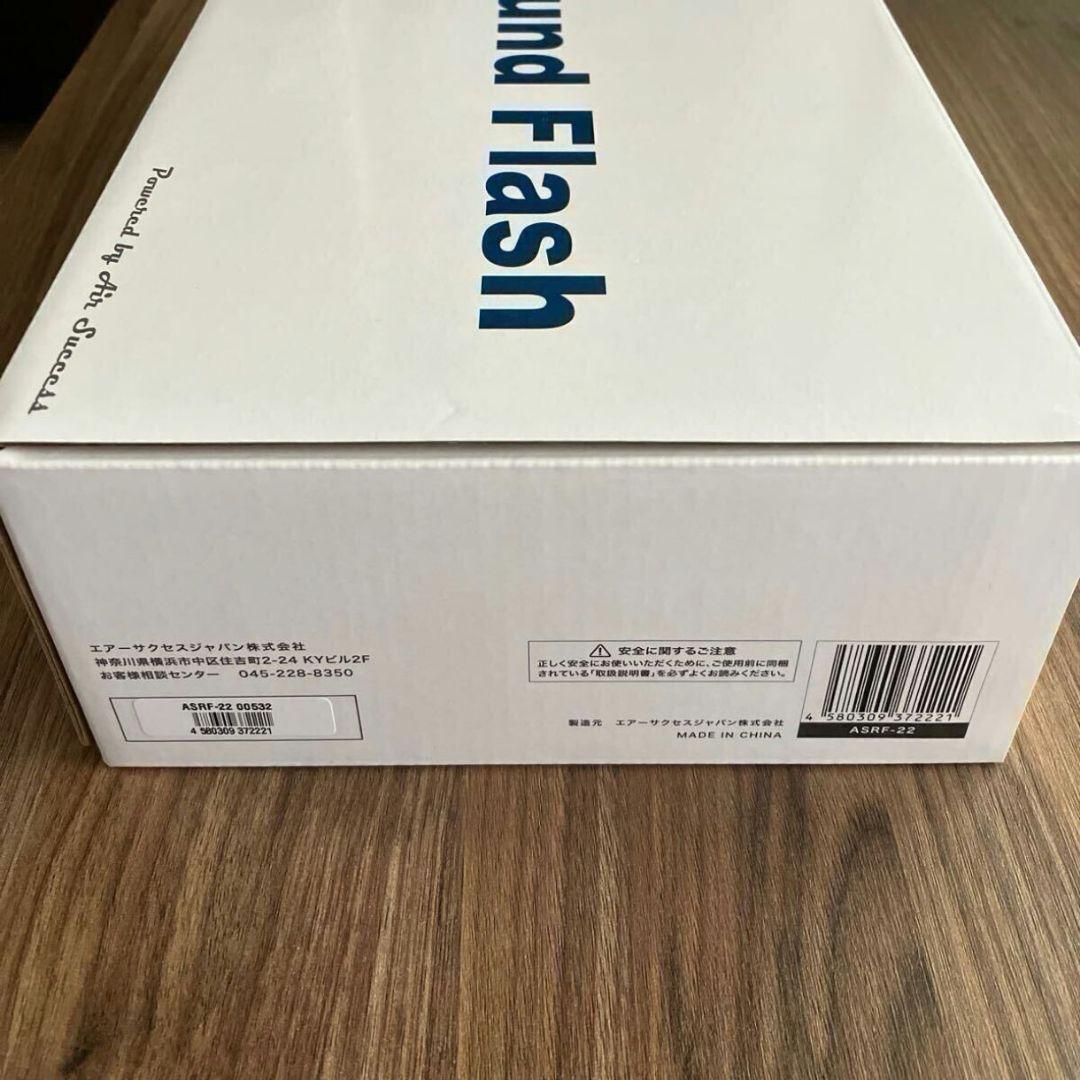 und Flash
Powered by Air Success
エアーサクセスジャパン株式会社
神奈川県横浜市中区住吉町2-24 KYビル2F
お客様相談センター 045-228-8350
ASRF-22 00532
4 580309 372221
安全に関するご注意
正しく安全にお使いいただくために、ご使用前に同梱
されている「取扱説明書」を必ずよくお読みください。
製造元 エアーサクセスジャパン株式会社
MADE IN CHINA
4 580309 372221
ASRF-22